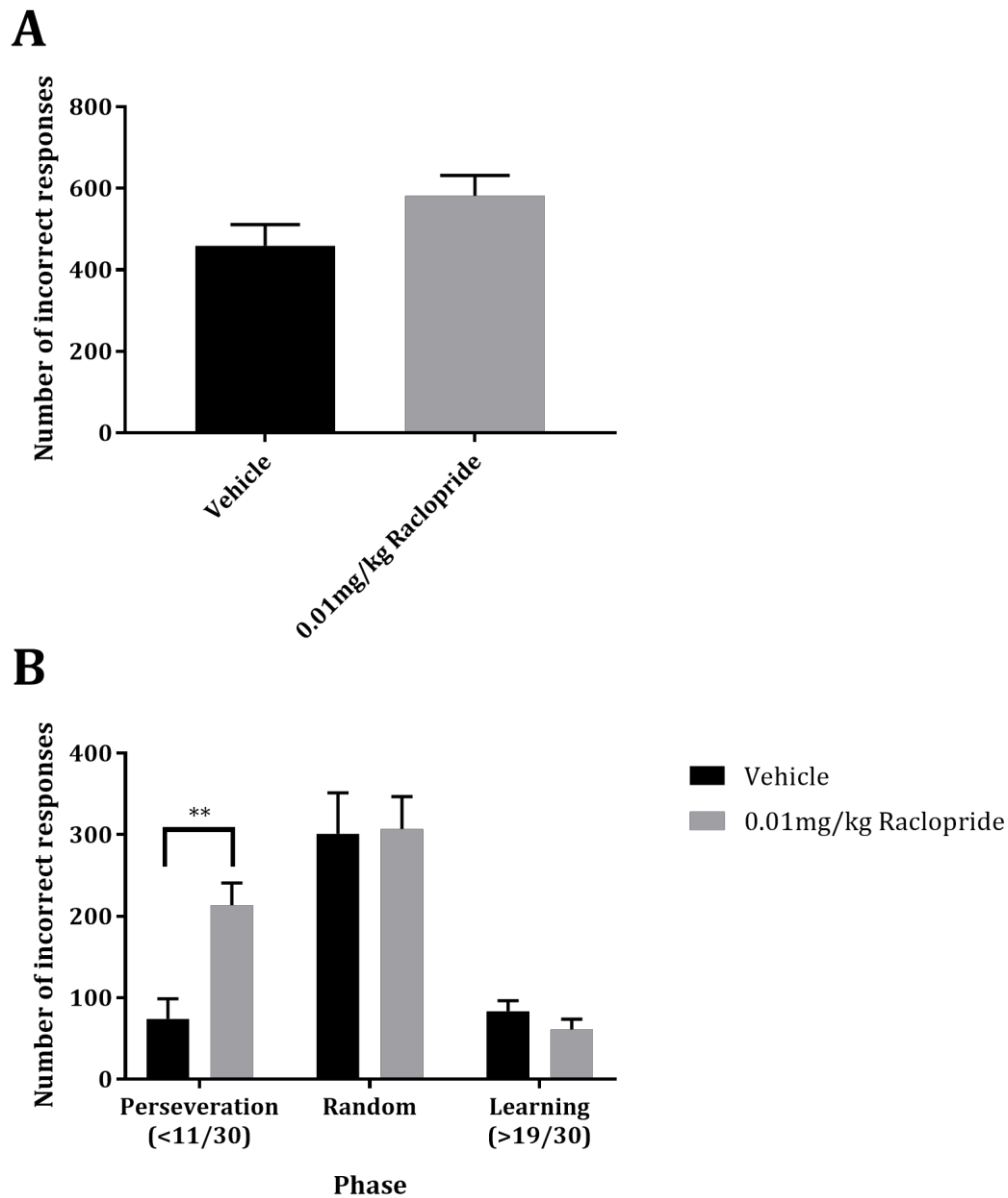 A
Number of incorrect responses
800
600
400
200
0
Vehicle
0.01mg/kg Raclopride
B
Number of incorrect responses
400
300
200
100
0
**
Perseveration
(<11/30)
Random
Learning
(>19/30)
Phase
Vehicle
0.01mg/kg Raclopride